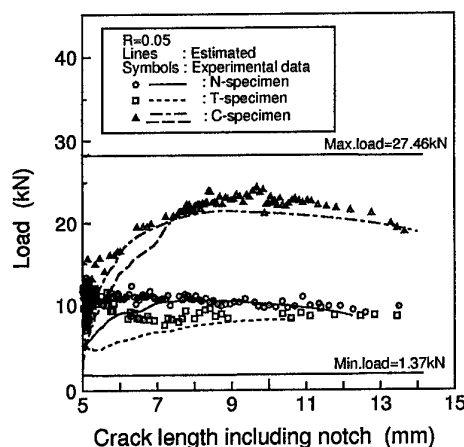 R=0.05
Lines : Estimated
Symbols : Experimental data
: N-specimen
: T-specimen
: C-specimen
Max.load=27.46kN
Min.load=1.37kN
40
30
20
10
0
Load (kN)
5 7 9 11 13 15
Crack length including notch (mm)